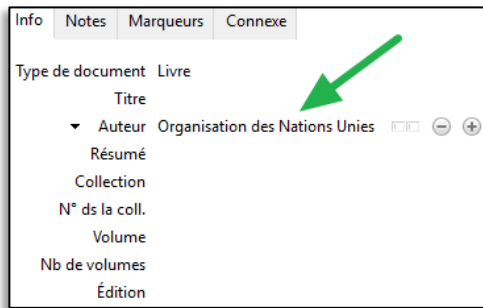 Info Notes Marqueurs Connexe
Type de document Livre
Titre
Auteur Organisation des Nations Unies
Résumé
Collection
N° ds la coll.
Volume
Nb de volumes
Édition